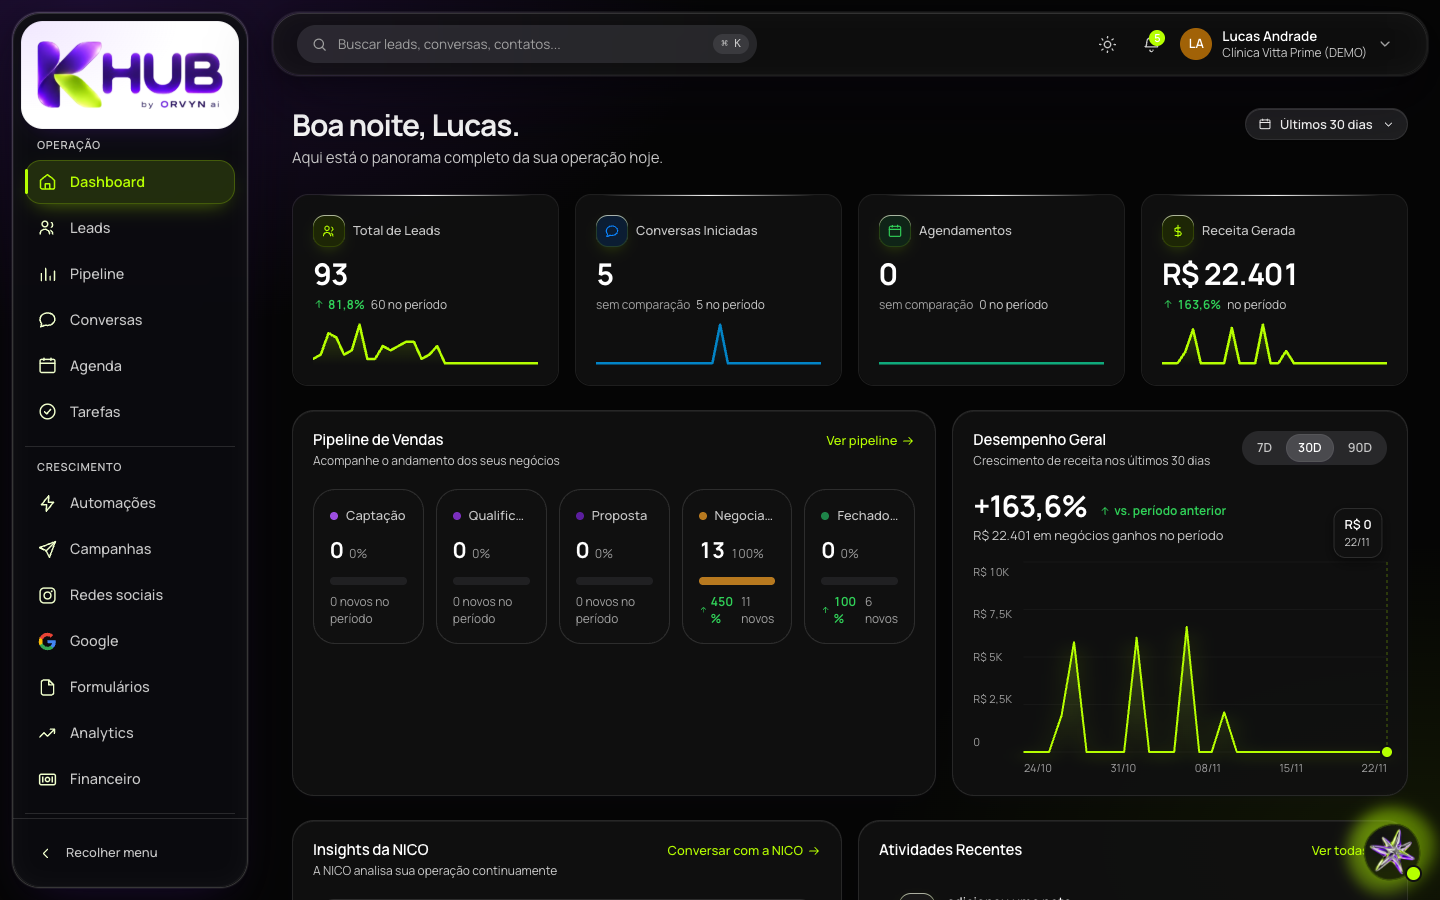 KHUB
by ORVYN ai
OPERAÇÃO
Dashboard
Leads
Pipeline
Conversas
Agenda
Tarefas
CRESCIMENTO
Automações
Campanhas
Redes sociais
Google
Formulários
Analytics
Financeiro
Recolher menu
Buscar leads, conversas, contatos...
⌘ K
5
LA
Lucas Andrade
Clínica Vitta Prime (DEMO)
Boa noite, Lucas.
Aqui está o panorama completo da sua operação hoje.
Últimos 30 dias
Total de Leads
93
↑ 81,8% 60 no período
Conversas Iniciadas
5
sem comparação 5 no período
Agendamentos
0
sem comparação 0 no período
Receita Gerada
R$ 22.401
↑ 163,6% no período
Pipeline de Vendas
Acompanhe o andamento dos seus negócios
Ver pipeline →
Captação
0 0%
0 novos no
período
Qualific...
0 0%
0 novos no
período
Proposta
0 0%
0 novos no
período
Negocia...
13 100%
↑ 450 % 11 novos
Fechado...
0 0%
↑ 100 % 6 novos
Desempenho Geral
Crescimento de receita nos últimos 30 dias
7D 30D 90D
+163,6% ↑ vs. período anterior
R$ 22.401 em negócios ganhos no período
R$ 0
22/11
R$ 10K
R$ 7,5K
R$ 5K
R$ 2,5K
0
24/10 31/10 08/11 15/11 22/11
Insights da NICO
A NICO analisa sua operação continuamente
Conversar com a NICO →
Atividades Recentes
Ver todas